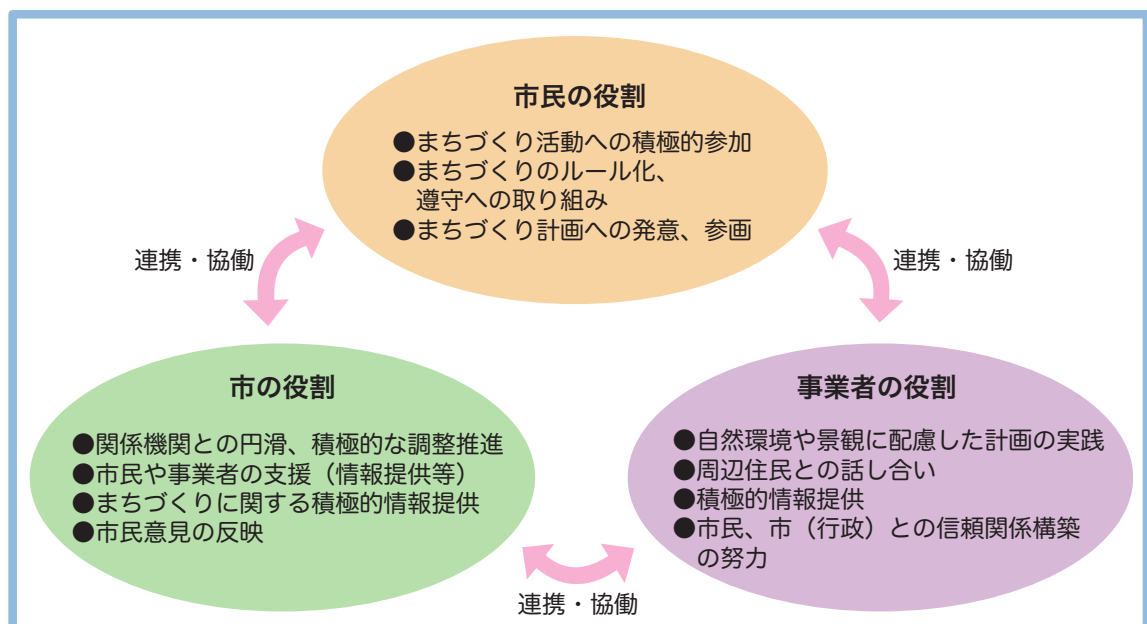 市民の役割
●まちづくり活動への積極的参加
●まちづくりのルール化、
遵守への取り組み
●まちづくり計画への発意、参画
連携・協働
連携・協働
市の役割
●関係機関との円滑、積極的な調整推進
●市民や事業者の支援（情報提供等）
●まちづくりに関する積極的情報提供
●市民意見の反映
事業者の役割
●自然環境や景観に配慮した計画の実践
●周辺住民との話し合い
●積極的情報提供
●市民、市（行政）との信頼関係構築
の努力
連携・協働